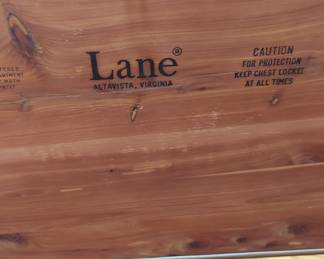 Lane®
ALTAVISTA, VIRGINIA
CAUTION
FOR PROTECTION
KEEP CHEST LOCKED
AT ALL TIMES